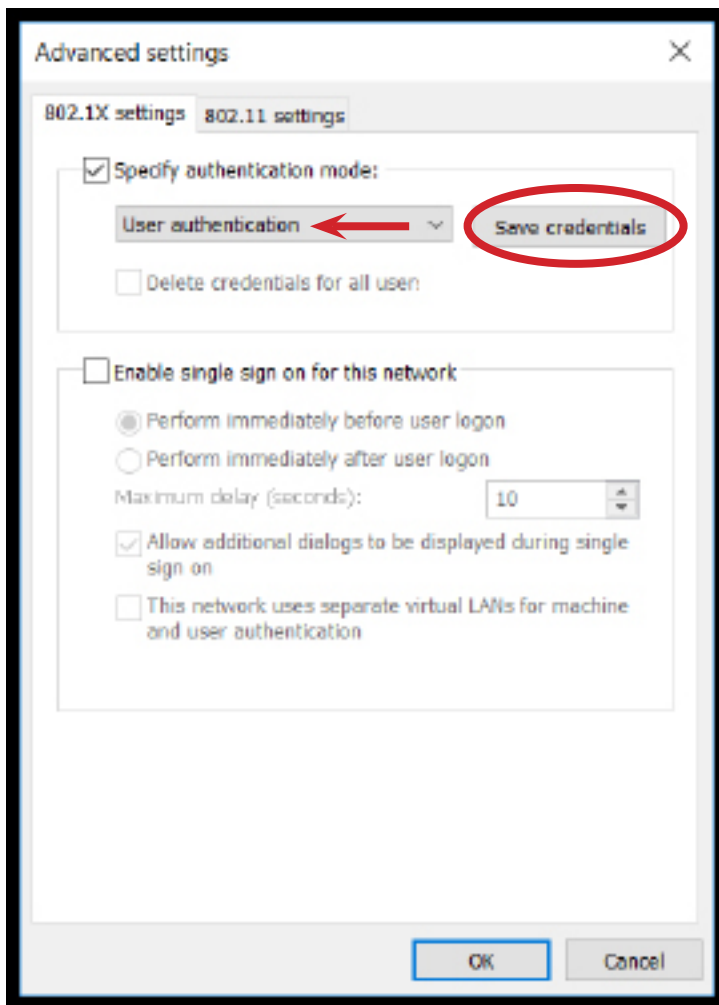 Advanced settings
802.1X settings
802.11 settings
Specify authentication mode:
User authentication
Save credentials
Delete credentials for all user:
Enable single sign on for this network
Perform immediately before user logon
Perform immediately after user logon
Maximum delay (seconds):
10
Allow additional dialogs to be displayed during single
sign on
This network uses separate virtual LANs for machine
and user authentication
OK
Cancel